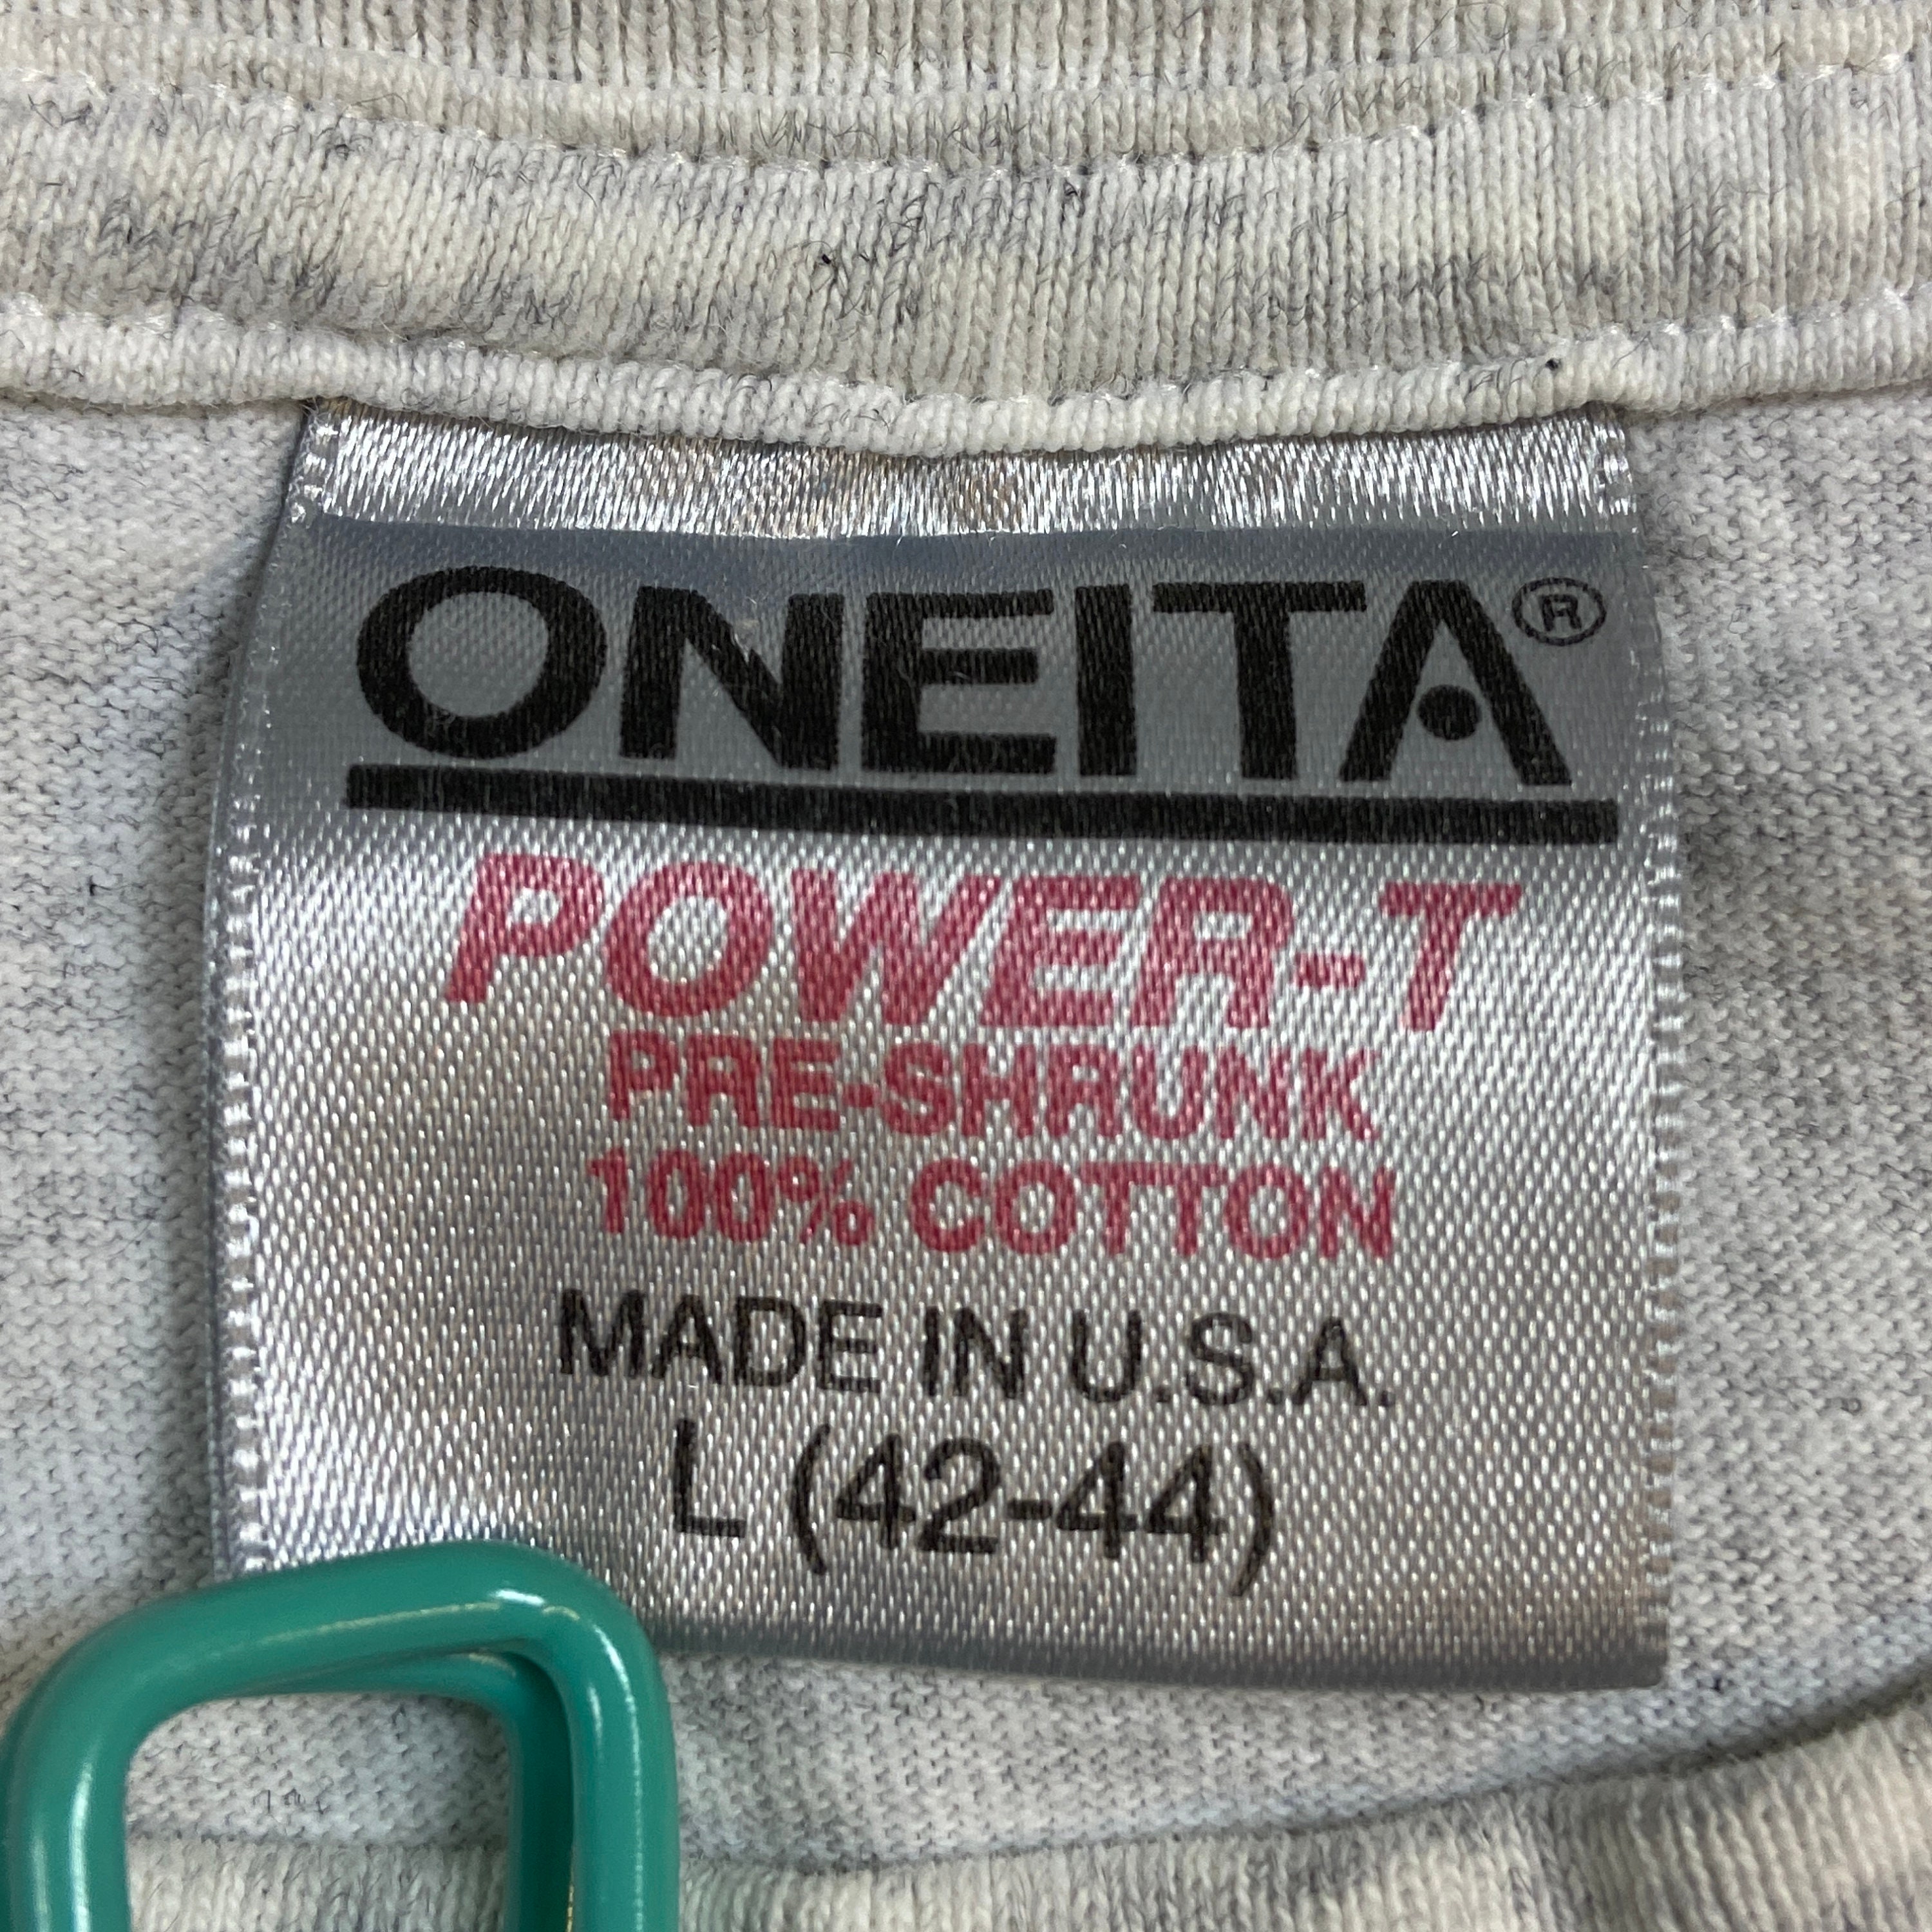 ONEITA®
POWER-T
PRE-SHRUNK
100% COTTON
MADE IN U.S.A.
L (42-44)